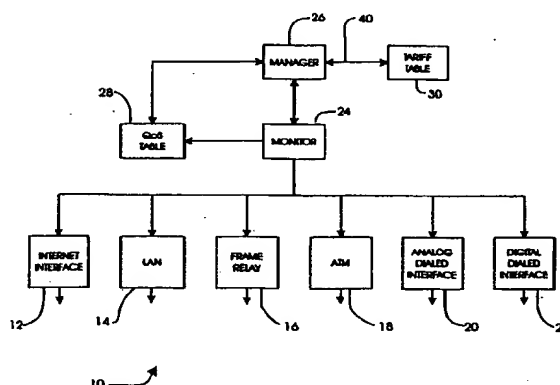 26
40
MANAGER
TARIFF
TABLE
30
28
24
QoS
TABLE
MONITOR
INTERNET
INTERFACE
LAN
FRAME
RELAY
ATM
ANALOG
DIALED
INTERFACE
DIGITAL
DIALED
INTERFACE
12
14
16
18
20
10